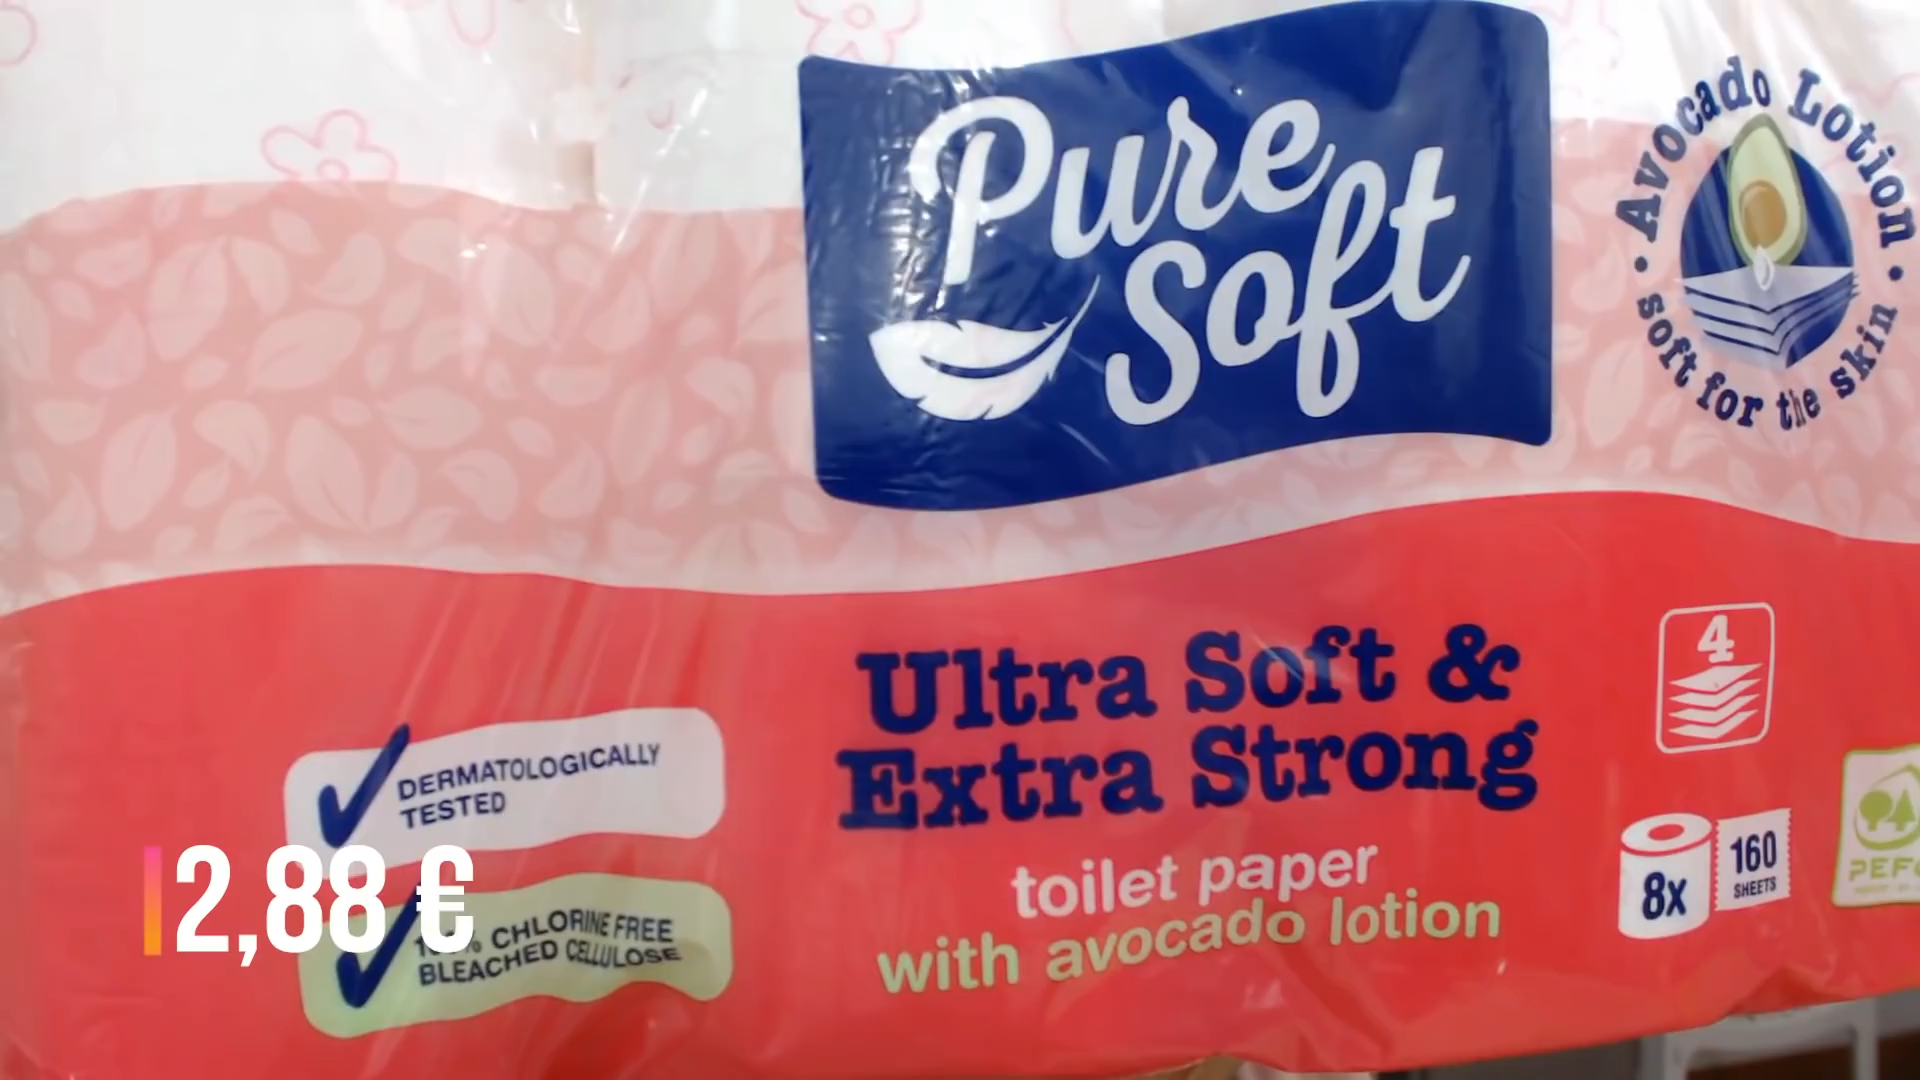 Pure
Soft
Avocado Lotion
• soft for the skin •
Ultra Soft &
Extra Strong
toilet paper
with avocado lotion
4
8x
160
SHEETS
DERMATOLOGICALLY
TESTED
CHLORINE FREE
BLEACHED CELLULOSE
2,88 €